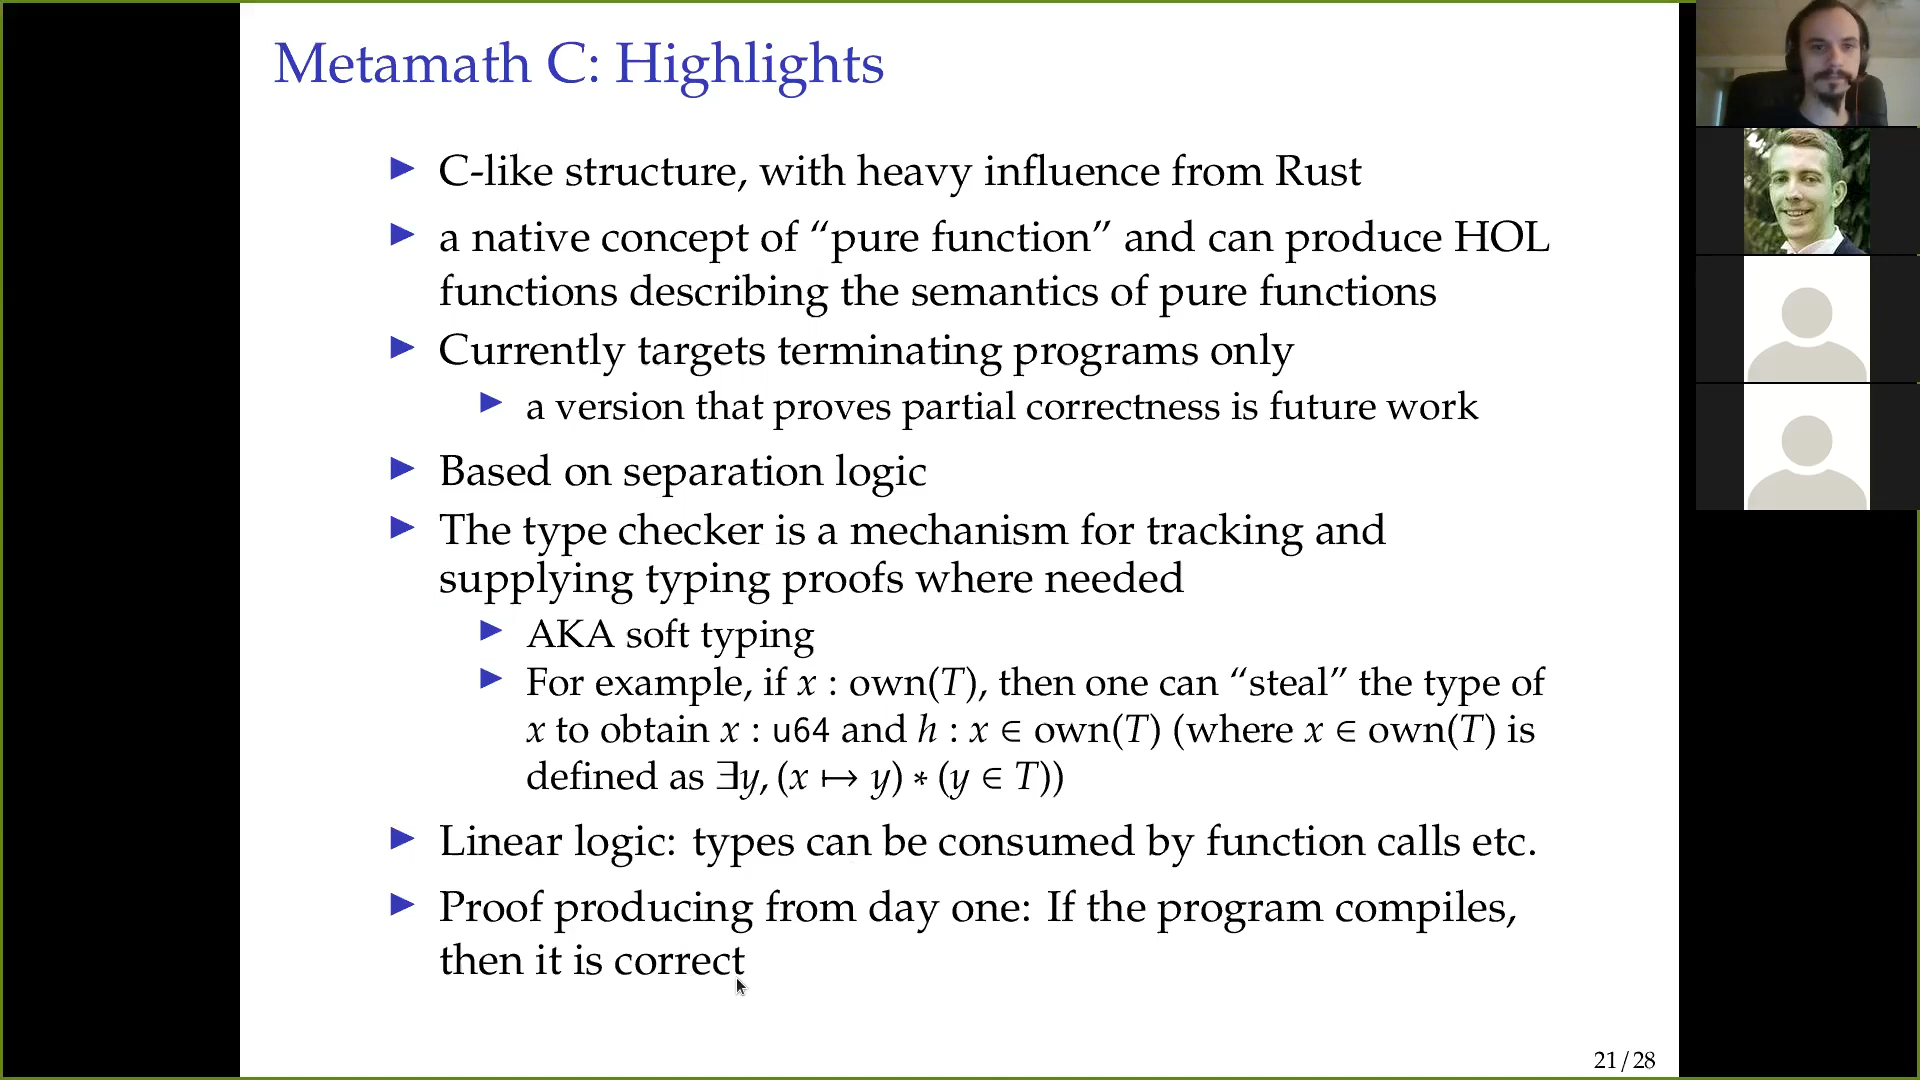 Metamath C: Highlights
▶ C-like structure, with heavy influence from Rust
▶ a native concept of “pure function” and can produce HOL
functions describing the semantics of pure functions
▶ Currently targets terminating programs only
▶ a version that proves partial correctness is future work
▶ Based on separation logic
▶ The type checker is a mechanism for tracking and
supplying typing proofs where needed
▶ AKA soft typing
▶ For example, if x : own(T), then one can “steal” the type of
x to obtain x : u64 and h : x ∈ own(T) (where x ∈ own(T) is
defined as ∃y, (x ↦ y) ∗ (y ∈ T))
▶ Linear logic: types can be consumed by function calls etc.
▶ Proof producing from day one: If the program compiles,
then it is correct
21 / 28